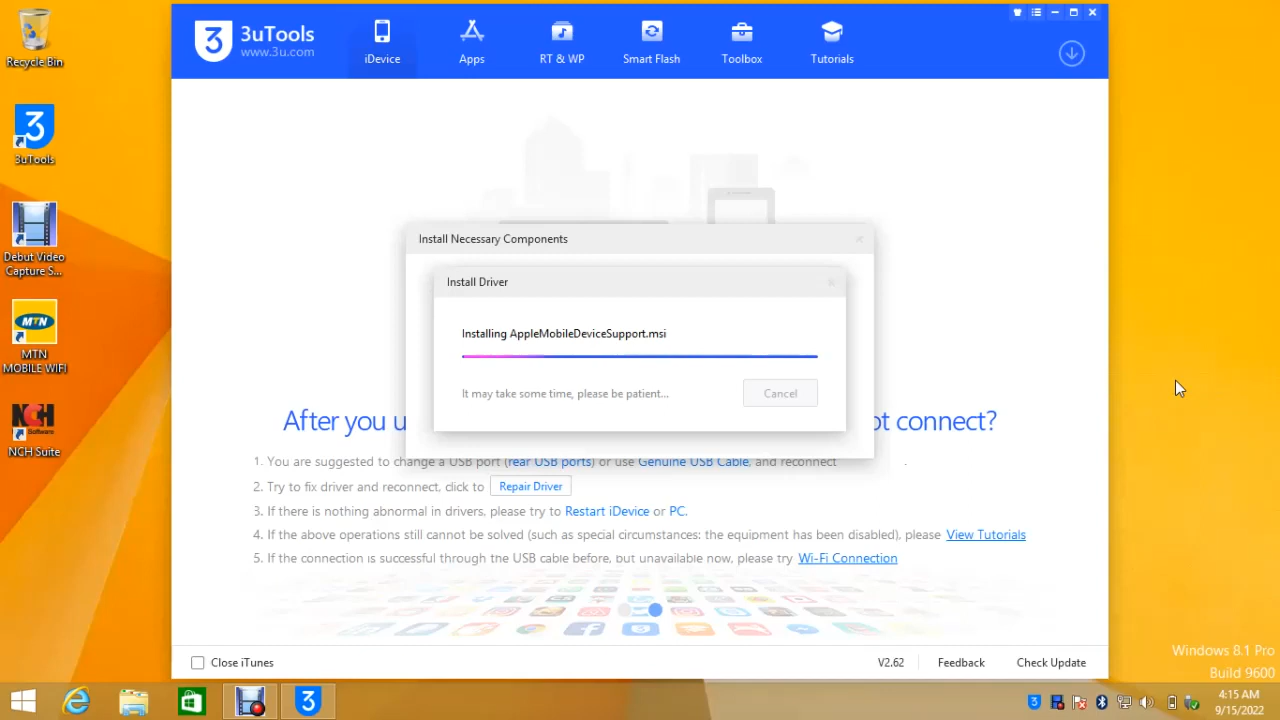 Recycle Bin
3uTools
Debut Video
Capture S...
MTN
MTN
MOBILE WIFI
NCH
Software
NCH Suite
3
3uTools
www.3u.com
iDevice
Apps
RT & WP
Smart Flash
Toolbox
Tutorials
Install Necessary Components
Install Driver
Installing AppleMobileDeviceSupport.msi
It may take some time, please be patient...
Cancel
After you u
ot connect?
1. You are suggested to change a USB port (rear USB ports) or use Genuine USB Cable, and reconnect .
2. Try to fix driver and reconnect, click to Repair Driver
3. If there is nothing abnormal in drivers, please try to Restart iDevice or PC.
4. If the above operations still cannot be solved (such as special circumstances: the equipment has been disabled), please View Tutorials
5. If the connection is successful through the USB cable before, but unavailable now, please try Wi-Fi Connection
Close iTunes
V2.62
Feedback
Check Update
Windows 8.1 Pro
Build 9600
4:15 AM
9/15/2022